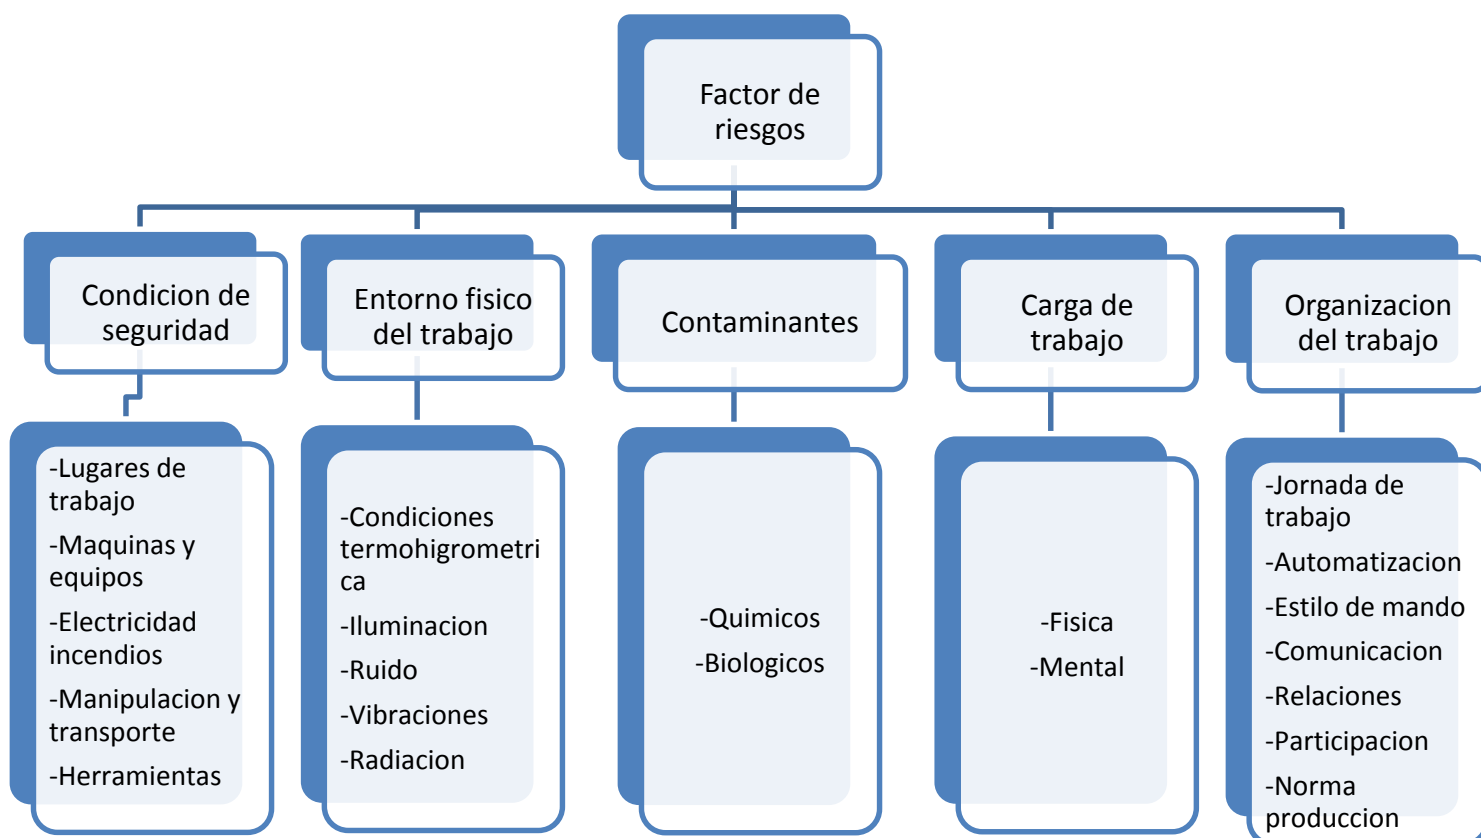 Factor de
riesgos
Condicion de
seguridad
Entorno fisico
del trabajo
Contaminantes
Carga de
trabajo
Organizacion
del trabajo
-Lugares de
trabajo
-Maquinas y
equipos
-Electricidad
incendios
-Manipulacion y
transporte
-Herramientas
-Condiciones
termohigrometri
ca
-Iluminacion
-Ruido
-Vibraciones
-Radiacion
-Quimicos
-Biologicos
-Fisica
-Mental
-Jornada de
trabajo
-Automatizacion
-Estilo de mando
-Comunicacion
-Relaciones
-Participacion
-Norma
produccion